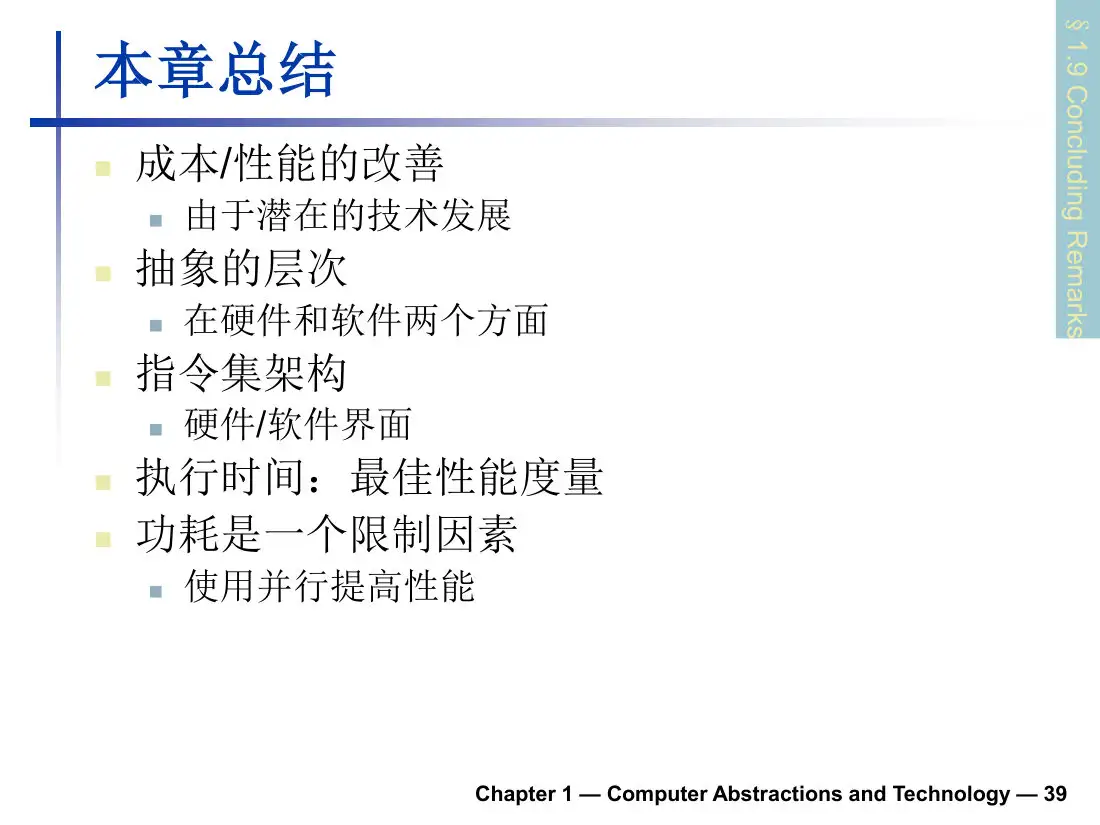 本章总结
§1.9 Concluding Remarks
成本/性能的改善
由于潜在的技术发展
抽象的层次
在硬件和软件两个方面
指令集架构
硬件/软件界面
执行时间：最佳性能度量
功耗是一个限制因素
使用并行提高性能
Chapter 1 — Computer Abstractions and Technology — 39